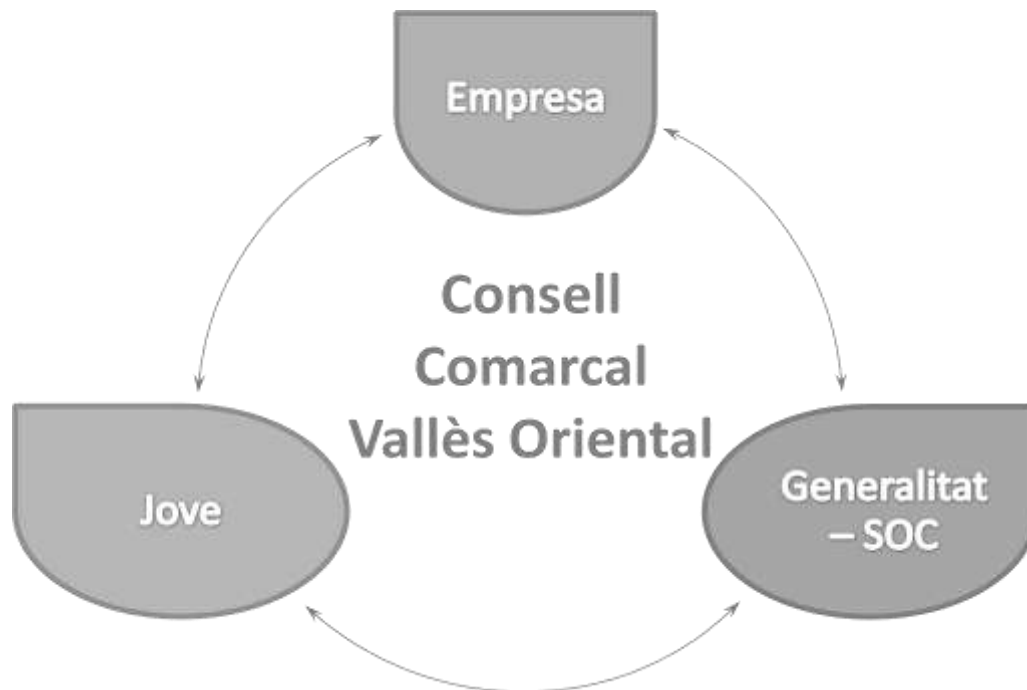 Empresa
Consell
Comarcal
Vallès Oriental
Jove
Generalitat
– SOC